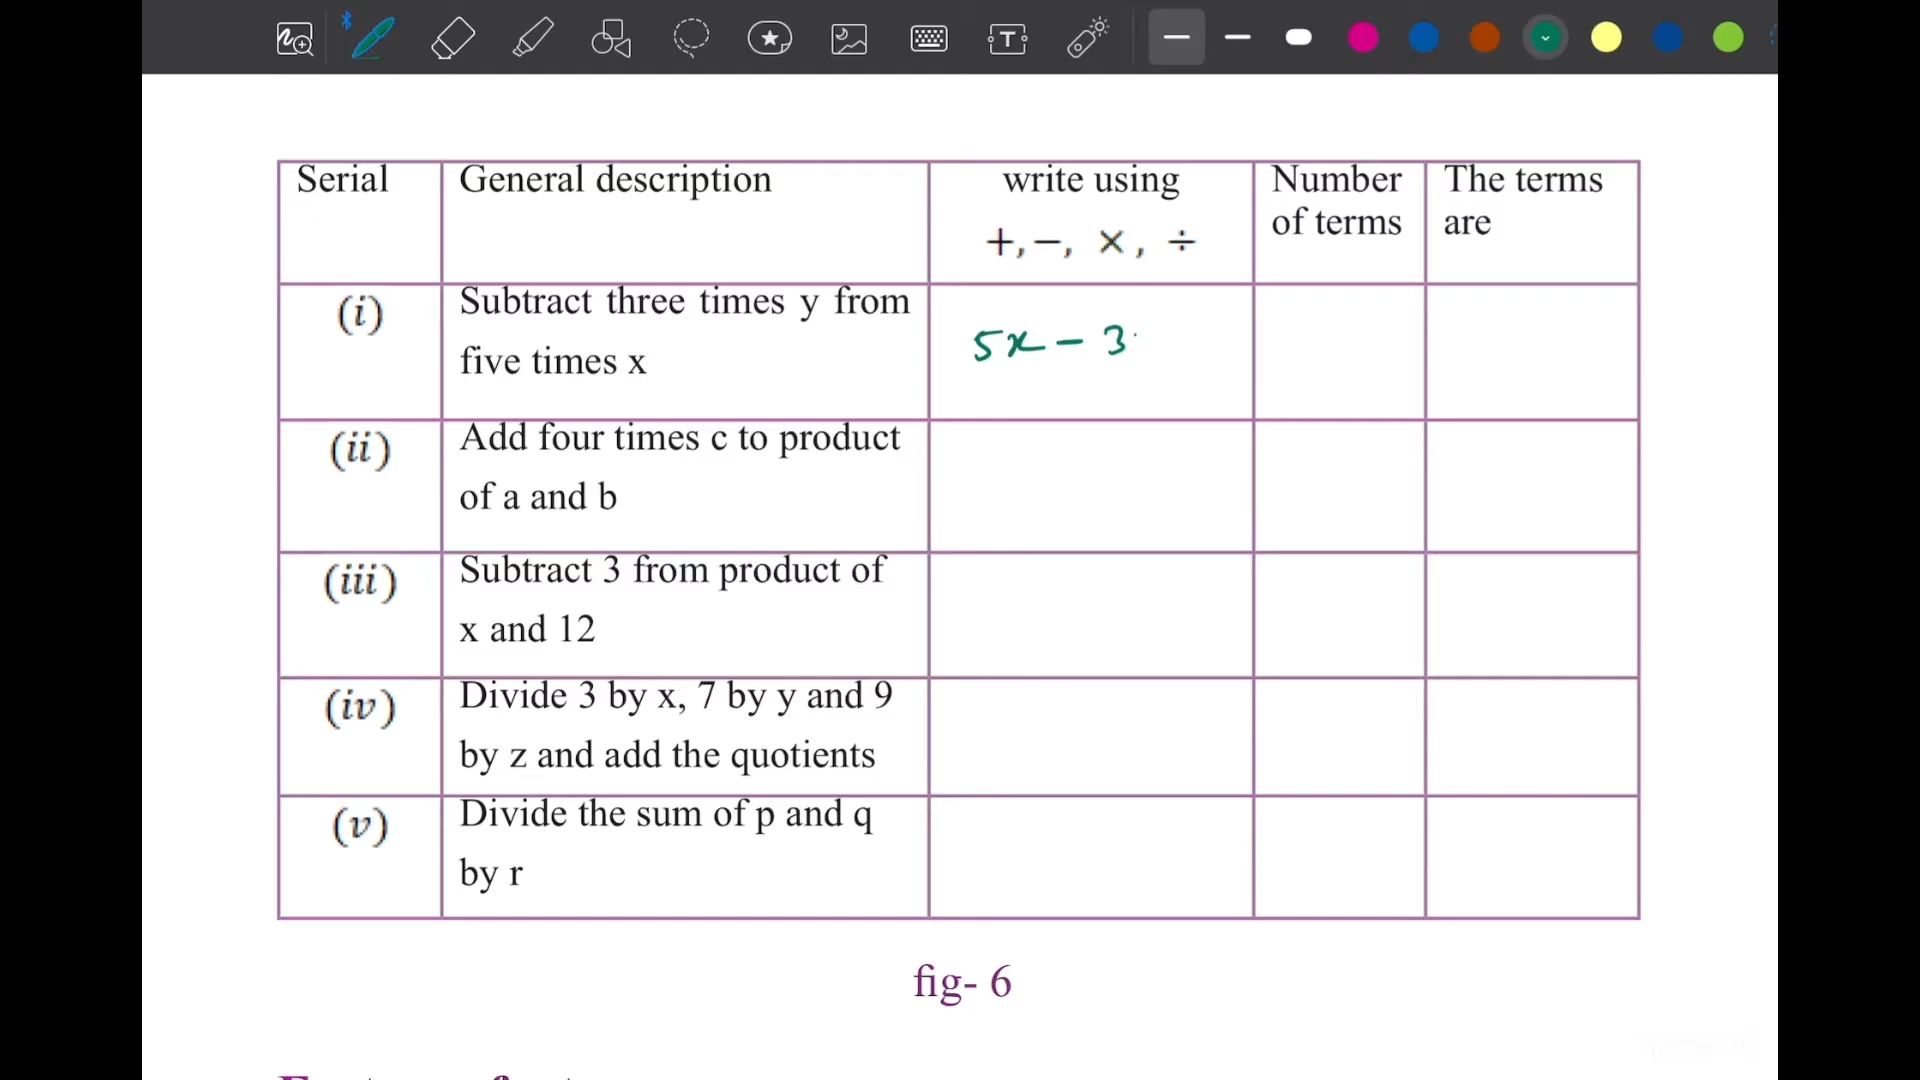 Serial General description write using Number The terms
+, −, ×, ÷ of terms are
(i) Subtract three times y from
five times x 5x − 3
(ii) Add four times c to product
of a and b
(iii) Subtract 3 from product of
x and 12
(iv) Divide 3 by x, 7 by y and 9
by z and add the quotients
(v) Divide the sum of p and q
by r
fig- 6